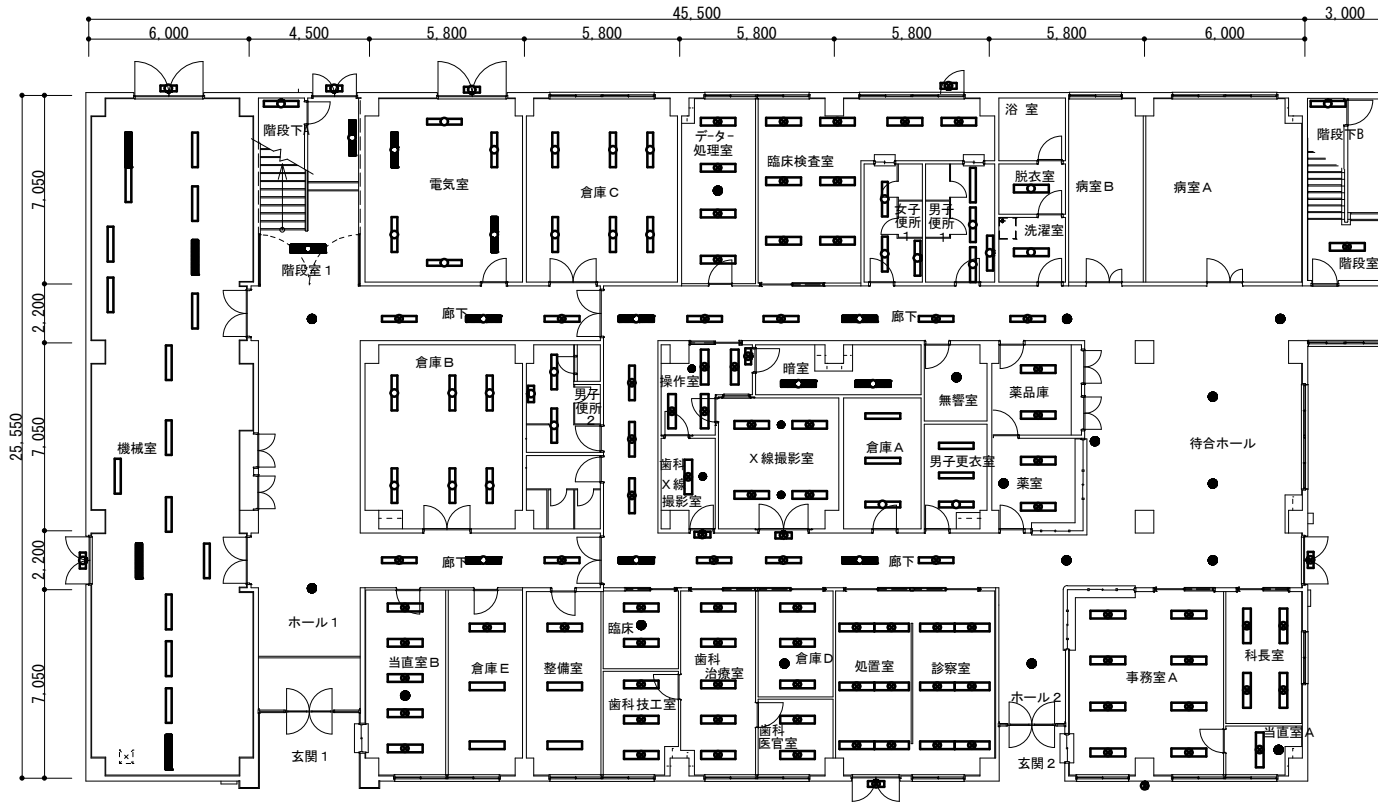 45,500
3,000
6,000
4,500
5,800
5,800
5,800
5,800
5,800
6,000
25,550
7,050
2,200
7,050
2,200
7,050
階段下A
電気室
倉庫C
データー
処理室
臨床検査室
女子
便所
1
男子
便所
1
浴室
脱衣室
洗濯室
病室B
病室A
階段下B
階段室
階段室1
廊下
廊下
機械室
倉庫B
男子
便所
2
操作室
暗室
無響室
薬品庫
歯科
X線
撮影室
X線撮影室
倉庫A
男子更衣室
薬室
待合ホール
廊下
廊下
ホール1
当直室B
倉庫E
整備室
臨床
歯科技工室
歯科
治療室
倉庫D
歯科
医官室
処置室
診察室
ホール2
事務室A
科長室
当直室A
玄関1
玄関2